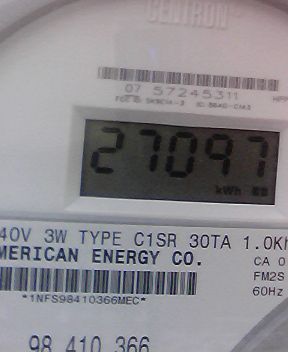 CENTRON
07 57245311
27097
kWh
40V 3W TYPE C1SR 30TA 1.0Kh
MERICAN ENERGY CO.
CA 0
FM2S
60Hz
*1NFS98410366MEC*
98 410 366